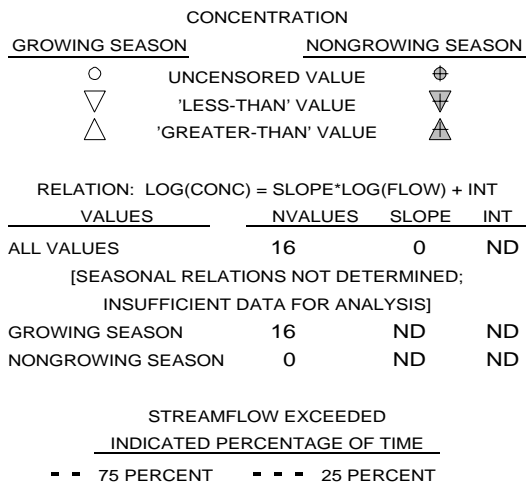 CONCENTRATION
GROWING SEASON NONGROWING SEASON
UNCENSORED VALUE
'LESS-THAN' VALUE
'GREATER-THAN' VALUE
RELATION: LOG(CONC) = SLOPE*LOG(FLOW) + INT
VALUES NVALUES SLOPE INT
ALL VALUES 16 0 ND
[SEASONAL RELATIONS NOT DETERMINED;
INSUFFICIENT DATA FOR ANALYSIS]
GROWING SEASON 16 ND ND
NONGROWING SEASON 0 ND ND
STREAMFLOW EXCEEDED
INDICATED PERCENTAGE OF TIME
75 PERCENT 25 PERCENT